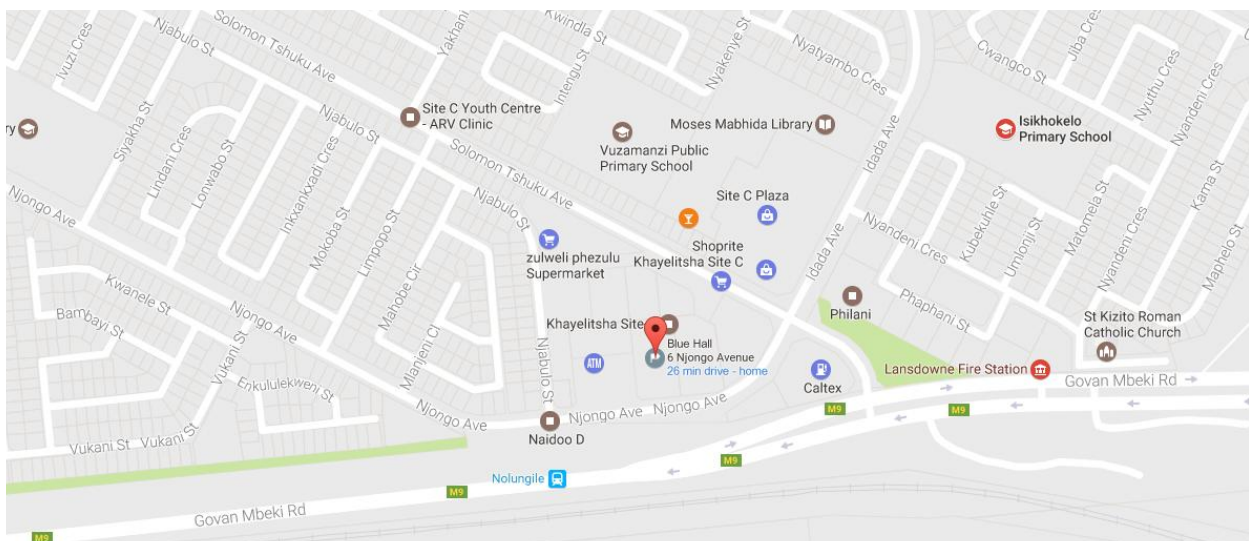 Kwindla St
Cwangco St
Jiba Cres
Ivuzi Cres
Njabulo St
Solomon Tshuku Ave
Yakhani
Nyakenye St
Nyatyambo Cres
Nyuthu Cres
Intengu St
Site C Youth Centre
- ARV Clinic
Moses Mabhida Library
Isikhokelo
Primary School
Nyandeni Cres
ry
Siyakha St
Njabulo St
Vuzamanzi Public
Primary School
Idada Ave
Lindani Cres
Lonwabo St
Solomon Tshuku Ave
Kama St
Inkxankxadi Cres
Site C Plaza
Njongo Ave
Mokoba St
Njabulo St
Nyandeni Cres
Kubekuhle St
Umlonji St
Matomela St
Nyandeni Cres
Maphelo St
Limpopo St
zulweli phezulu
Supermarket
Shoprite
Khayelitsha Site C
Idada Ave
Kwanele St
Mahobe Cir
Phaphani St
Bambayi St
Njongo Ave
Philani
Khayelitsha Site
St Kizito Roman
Catholic Church
Vukani St
Mlanjeni Cl
Blue Hall
6 Njongo Avenue
26 min drive - home
ATM
Njabulo St
Lansdowne Fire Station
Enkululekweni St
Caltex
Govan Mbeki Rd
Njongo Ave
Njongo Ave
Njongo Ave
M9
M9
Vukani St
Vukani St
Naidoo D
M9
Nolungile
M9
Govan Mbeki Rd
M9